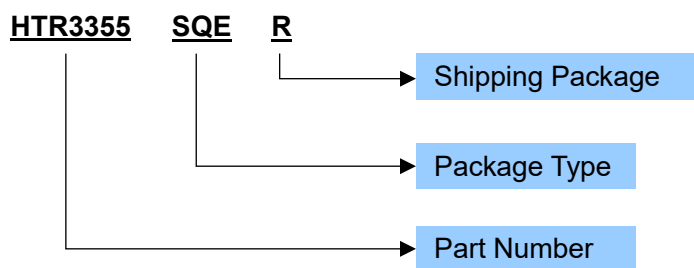 HTR3355 SQE R
Shipping Package
Package Type
Part Number